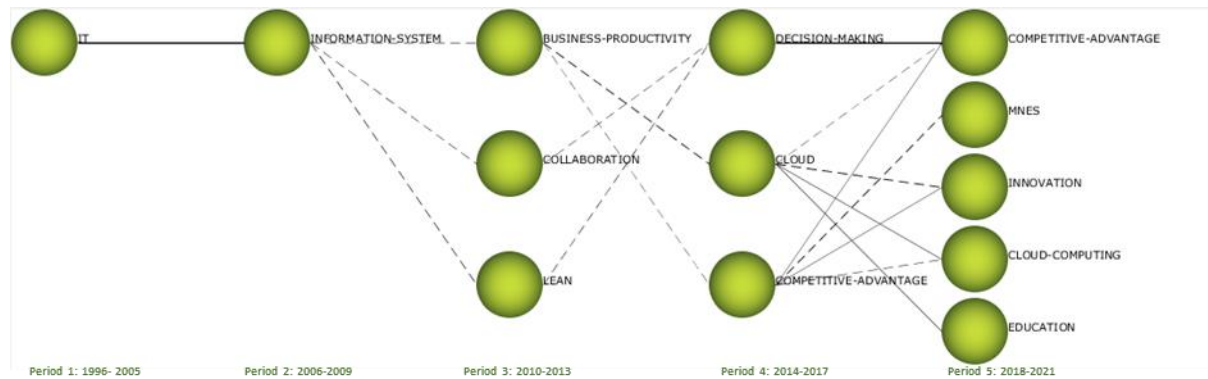 IT
INFORMATION-SYSTEM
BUSINESS-PRODUCTIVITY
DECISION-MAKING
COMPETITIVE-ADVANTAGE
MNES
COLLABORATION
CLOUD
INNOVATION
CLOUD-COMPUTING
LEAN
COMPETITIVE-ADVANTAGE
EDUCATION
Period 1: 1996- 2005
Period 2: 2006-2009
Period 3: 2010-2013
Period 4: 2014-2017
Period 5: 2018-2021